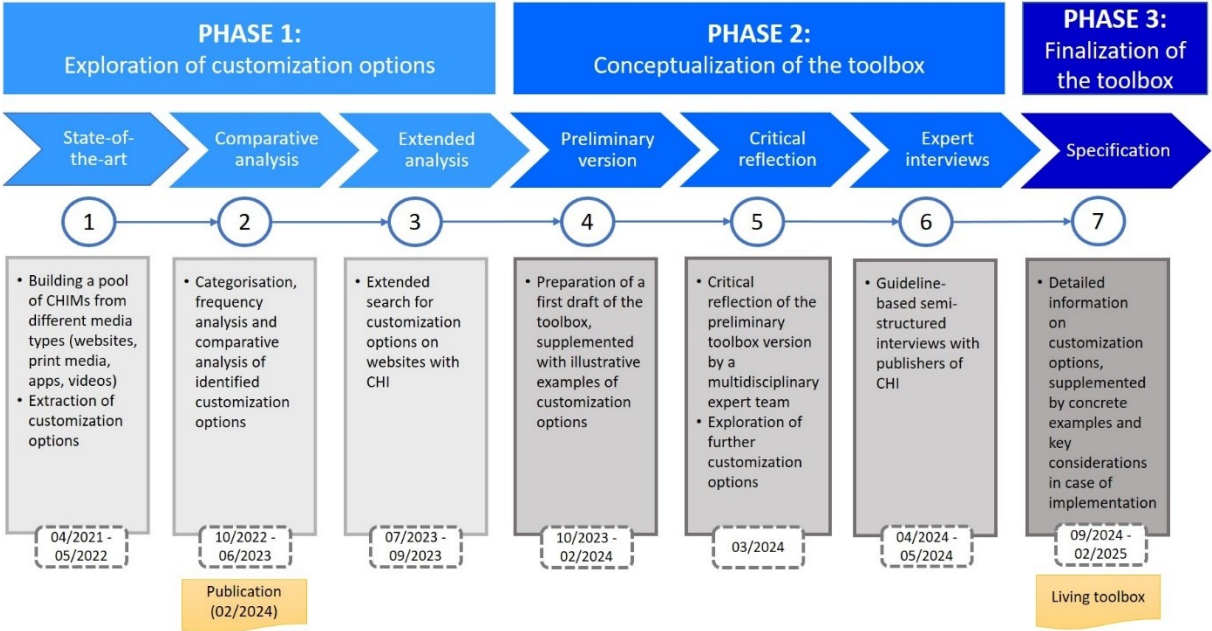 PHASE 1:
Exploration of customization options
PHASE 2:
Conceptualization of the toolbox
PHASE 3:
Finalization of
the toolbox
State-of-
the-art
Comparative
analysis
Extended
analysis
Preliminary
version
Critical
reflection
Expert
interviews
Specification
1
2
3
4
5
6
7
• Building a pool
of CHIMs from
different media
types (websites,
print media,
apps, videos)
• Extraction of
customization
options
• Categorisation,
frequency
analysis and
comparative
analysis of
identified
customization
options
• Extended
search for
customization
options on
websites with
CHI
• Preparation of a
first draft of the
toolbox,
supplemented
with illustrative
examples of
customization
options
• Critical
reflection of the
preliminary
toolbox version
by a
multidisciplinary
expert team
• Exploration of
further
customization
options
• Guideline-
based semi-
structured
interviews with
publishers of
CHI
• Detailed
information
on
customization
options,
supplemented
by concrete
examples and
key
considerations
in case of
implementation
04/2021 -
05/2022
10/2022 -
06/2023
07/2023 -
09/2023
10/2023 -
02/2024
03/2024
04/2024 -
05/2024
09/2024 -
02/2025
Publication
(02/2024)
Living toolbox